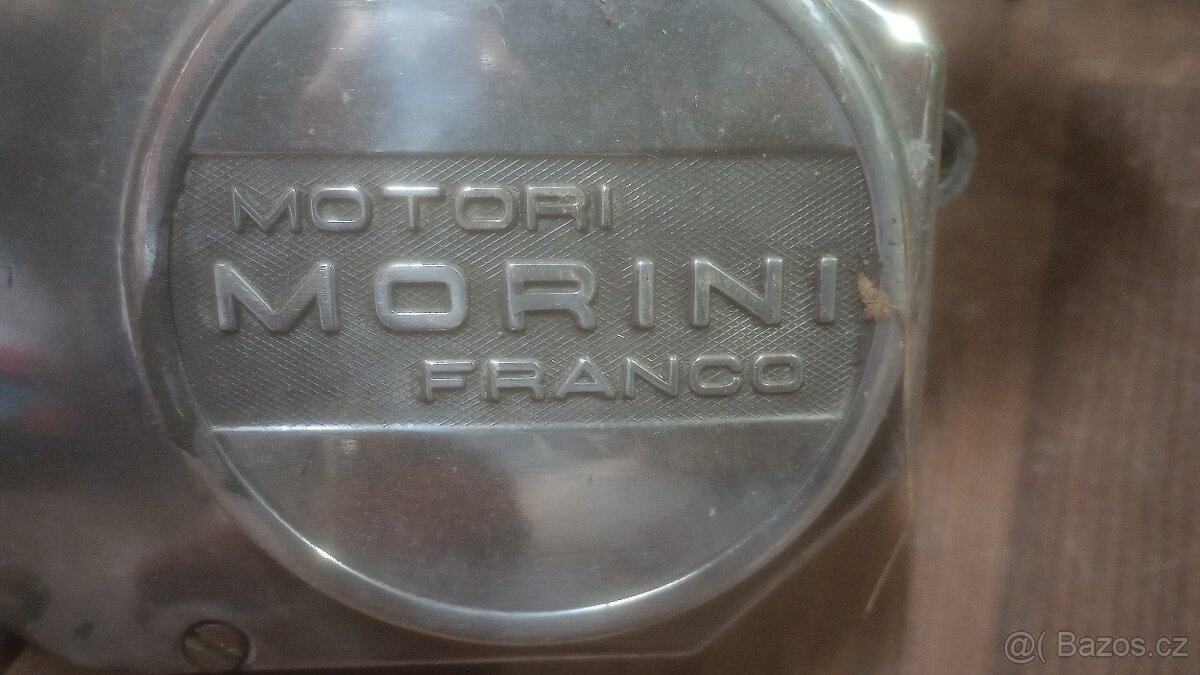 MOTORI
MORINI
FRANCO
@( Bazos.cz